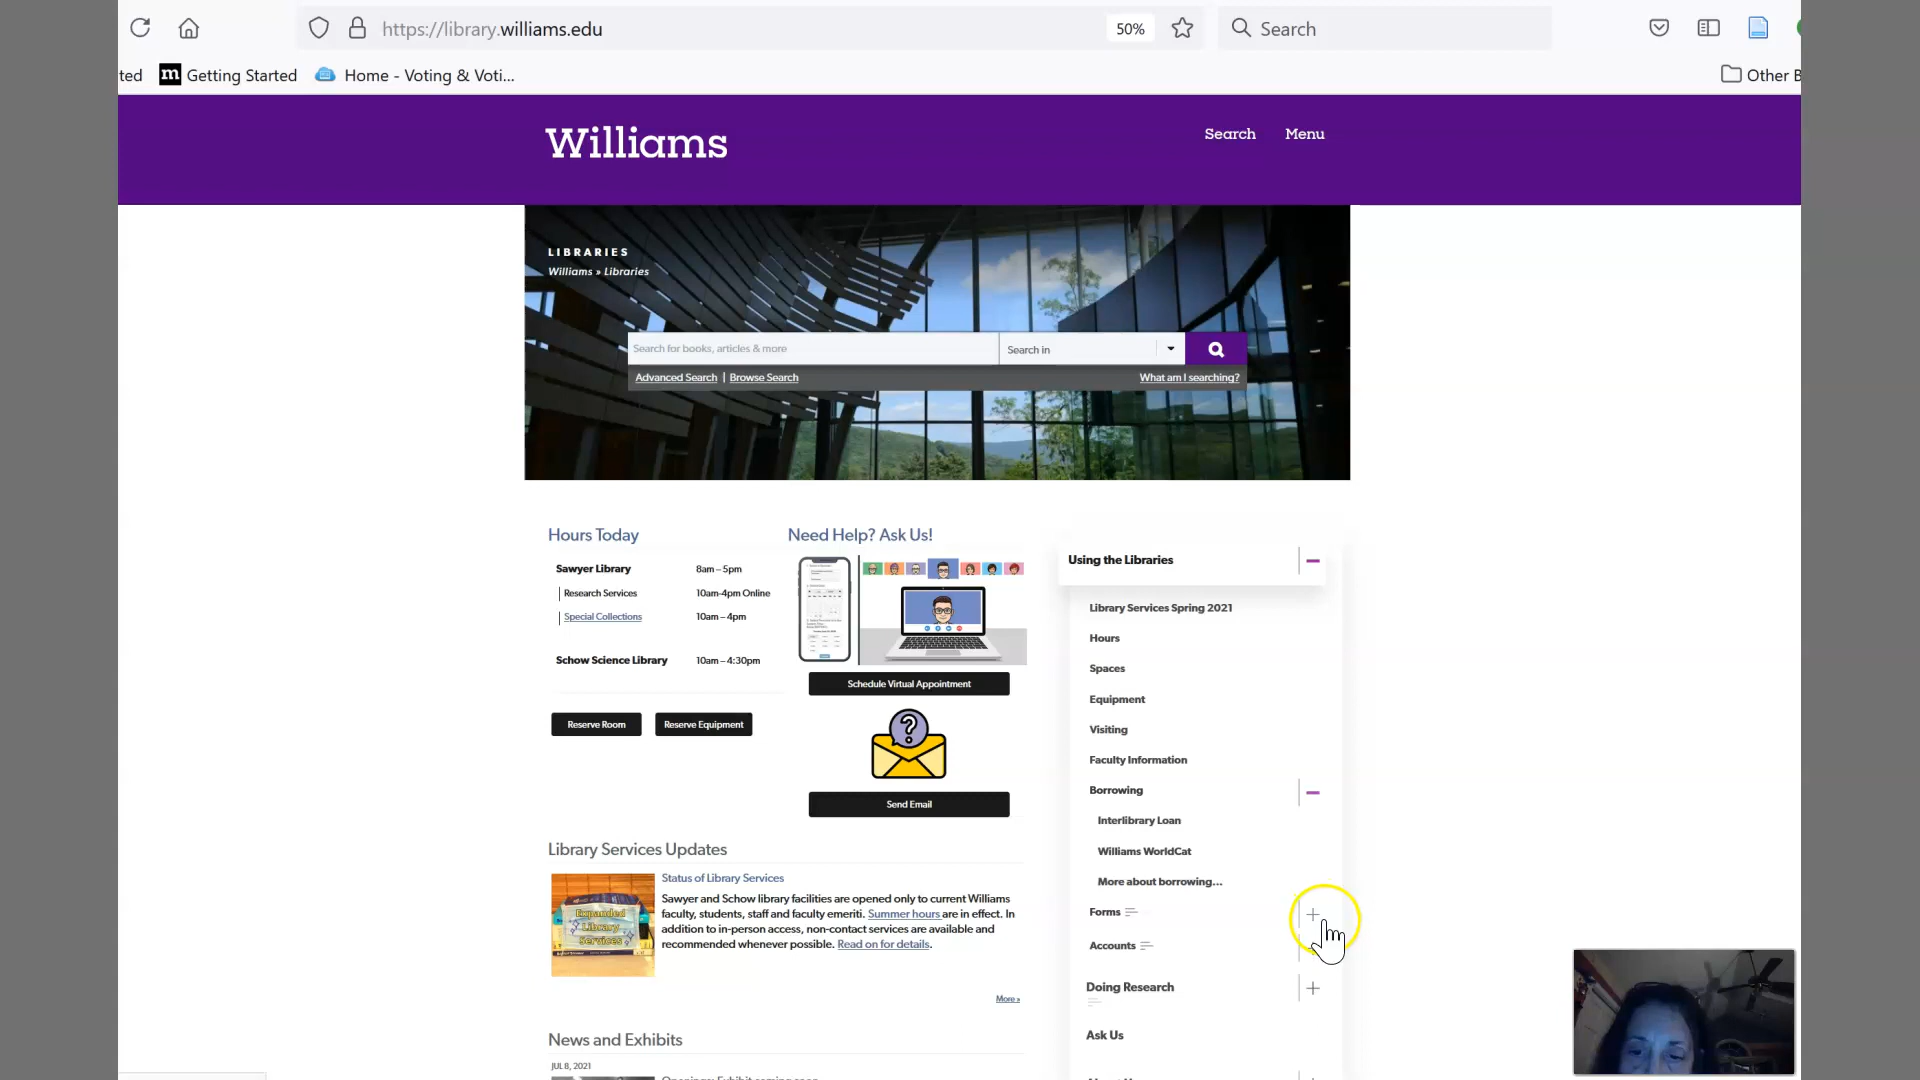 https://library.williams.edu
50%
Search
ted
m Getting Started
Home - Voting & Voti...
Other B
Williams
Search
Menu
LIBRARIES
Williams » Libraries
Search for books, articles & more
Search in
Advanced Search | Browse Search
What am I searching?
Hours Today
Sawyer Library 8am – 5pm
Research Services 10am-4pm Online
Special Collections 10am – 4pm
Schow Science Library 10am – 4:30pm
Reserve Room
Reserve Equipment
Need Help? Ask Us!
Schedule Virtual Appointment
?
Send Email
Library Services Updates
Expanded
Library
Services
Status of Library Services
Sawyer and Schow library facilities are opened only to current Williams
faculty, students, staff and faculty emeriti. Summer hours are in effect. In
addition to in-person access, non-contact services are available and
recommended whenever possible. Read on for details.
More »
News and Exhibits
JUL 8, 2021
Using the Libraries
Library Services Spring 2021
Hours
Spaces
Equipment
Visiting
Faculty Information
Borrowing
Interlibrary Loan
Williams WorldCat
More about borrowing...
Forms
Accounts
Doing Research
Ask Us